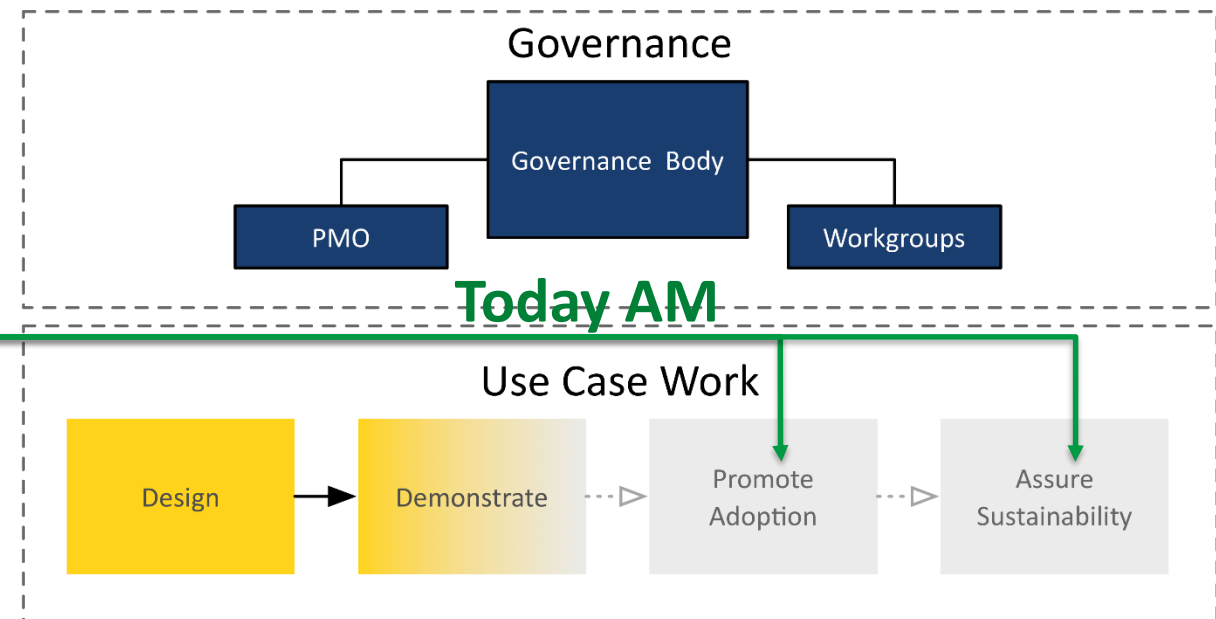 Governance
Governance Body
PMO
Workgroups
Today AM
Use Case Work
Design
Demonstrate
Promote
Adoption
Assure
Sustainability